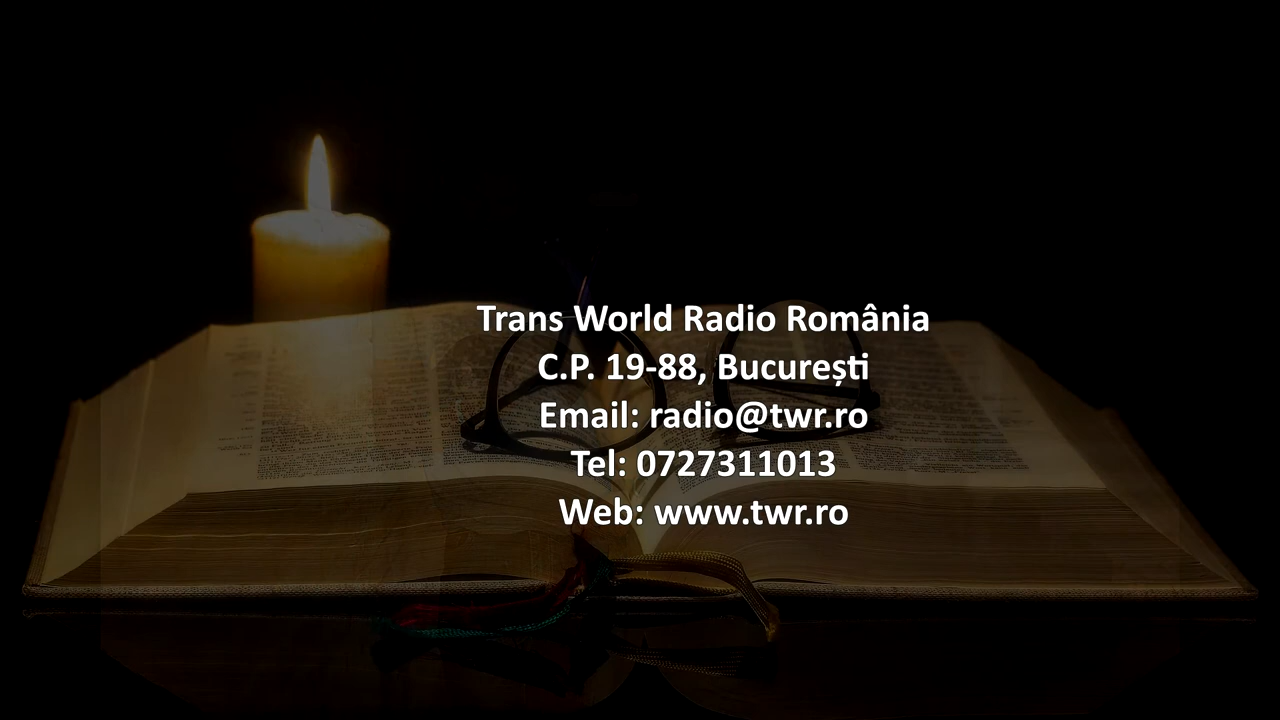 Trans World Radio România
C.P. 19-88, București
Email: radio@twr.ro
Tel: 0727311013
Web: www.twr.ro